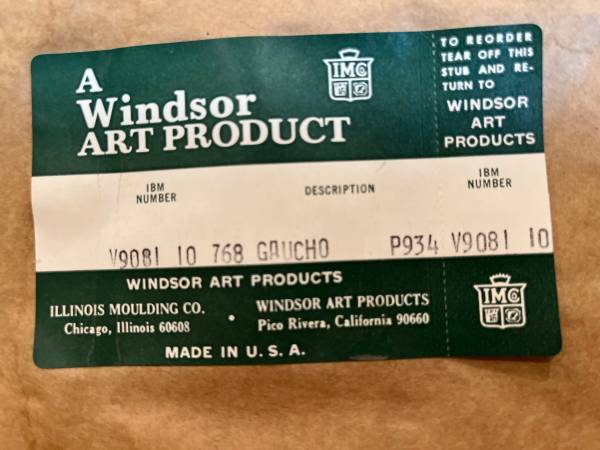 A
Windsor
ART PRODUCT
IMC
TO REORDER
TEAR OFF THIS
STUB AND RE-
TURN TO
WINDSOR
ART
PRODUCTS
IBM
NUMBER
DESCRIPTION
IBM
NUMBER
V9081 10 768 GAUCHO P934 V9081 10
WINDSOR ART PRODUCTS
ILLINOIS MOULDING CO.
Chicago, Illinois 60608
•
WINDSOR ART PRODUCTS
Pico Rivera, California 90660
MADE IN U. S. A.
IMC